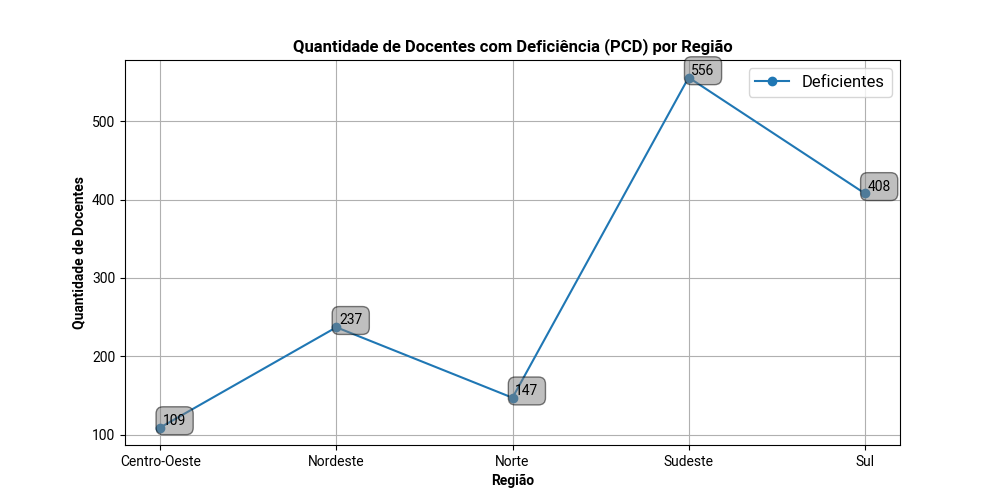 Quantidade de Docentes com Deficiência (PCD) por Região
Deficientes
Quantidade de Docentes
500
400
300
200
100
109
237
147
556
408
Centro-Oeste
Nordeste
Norte
Sudeste
Sul
Região